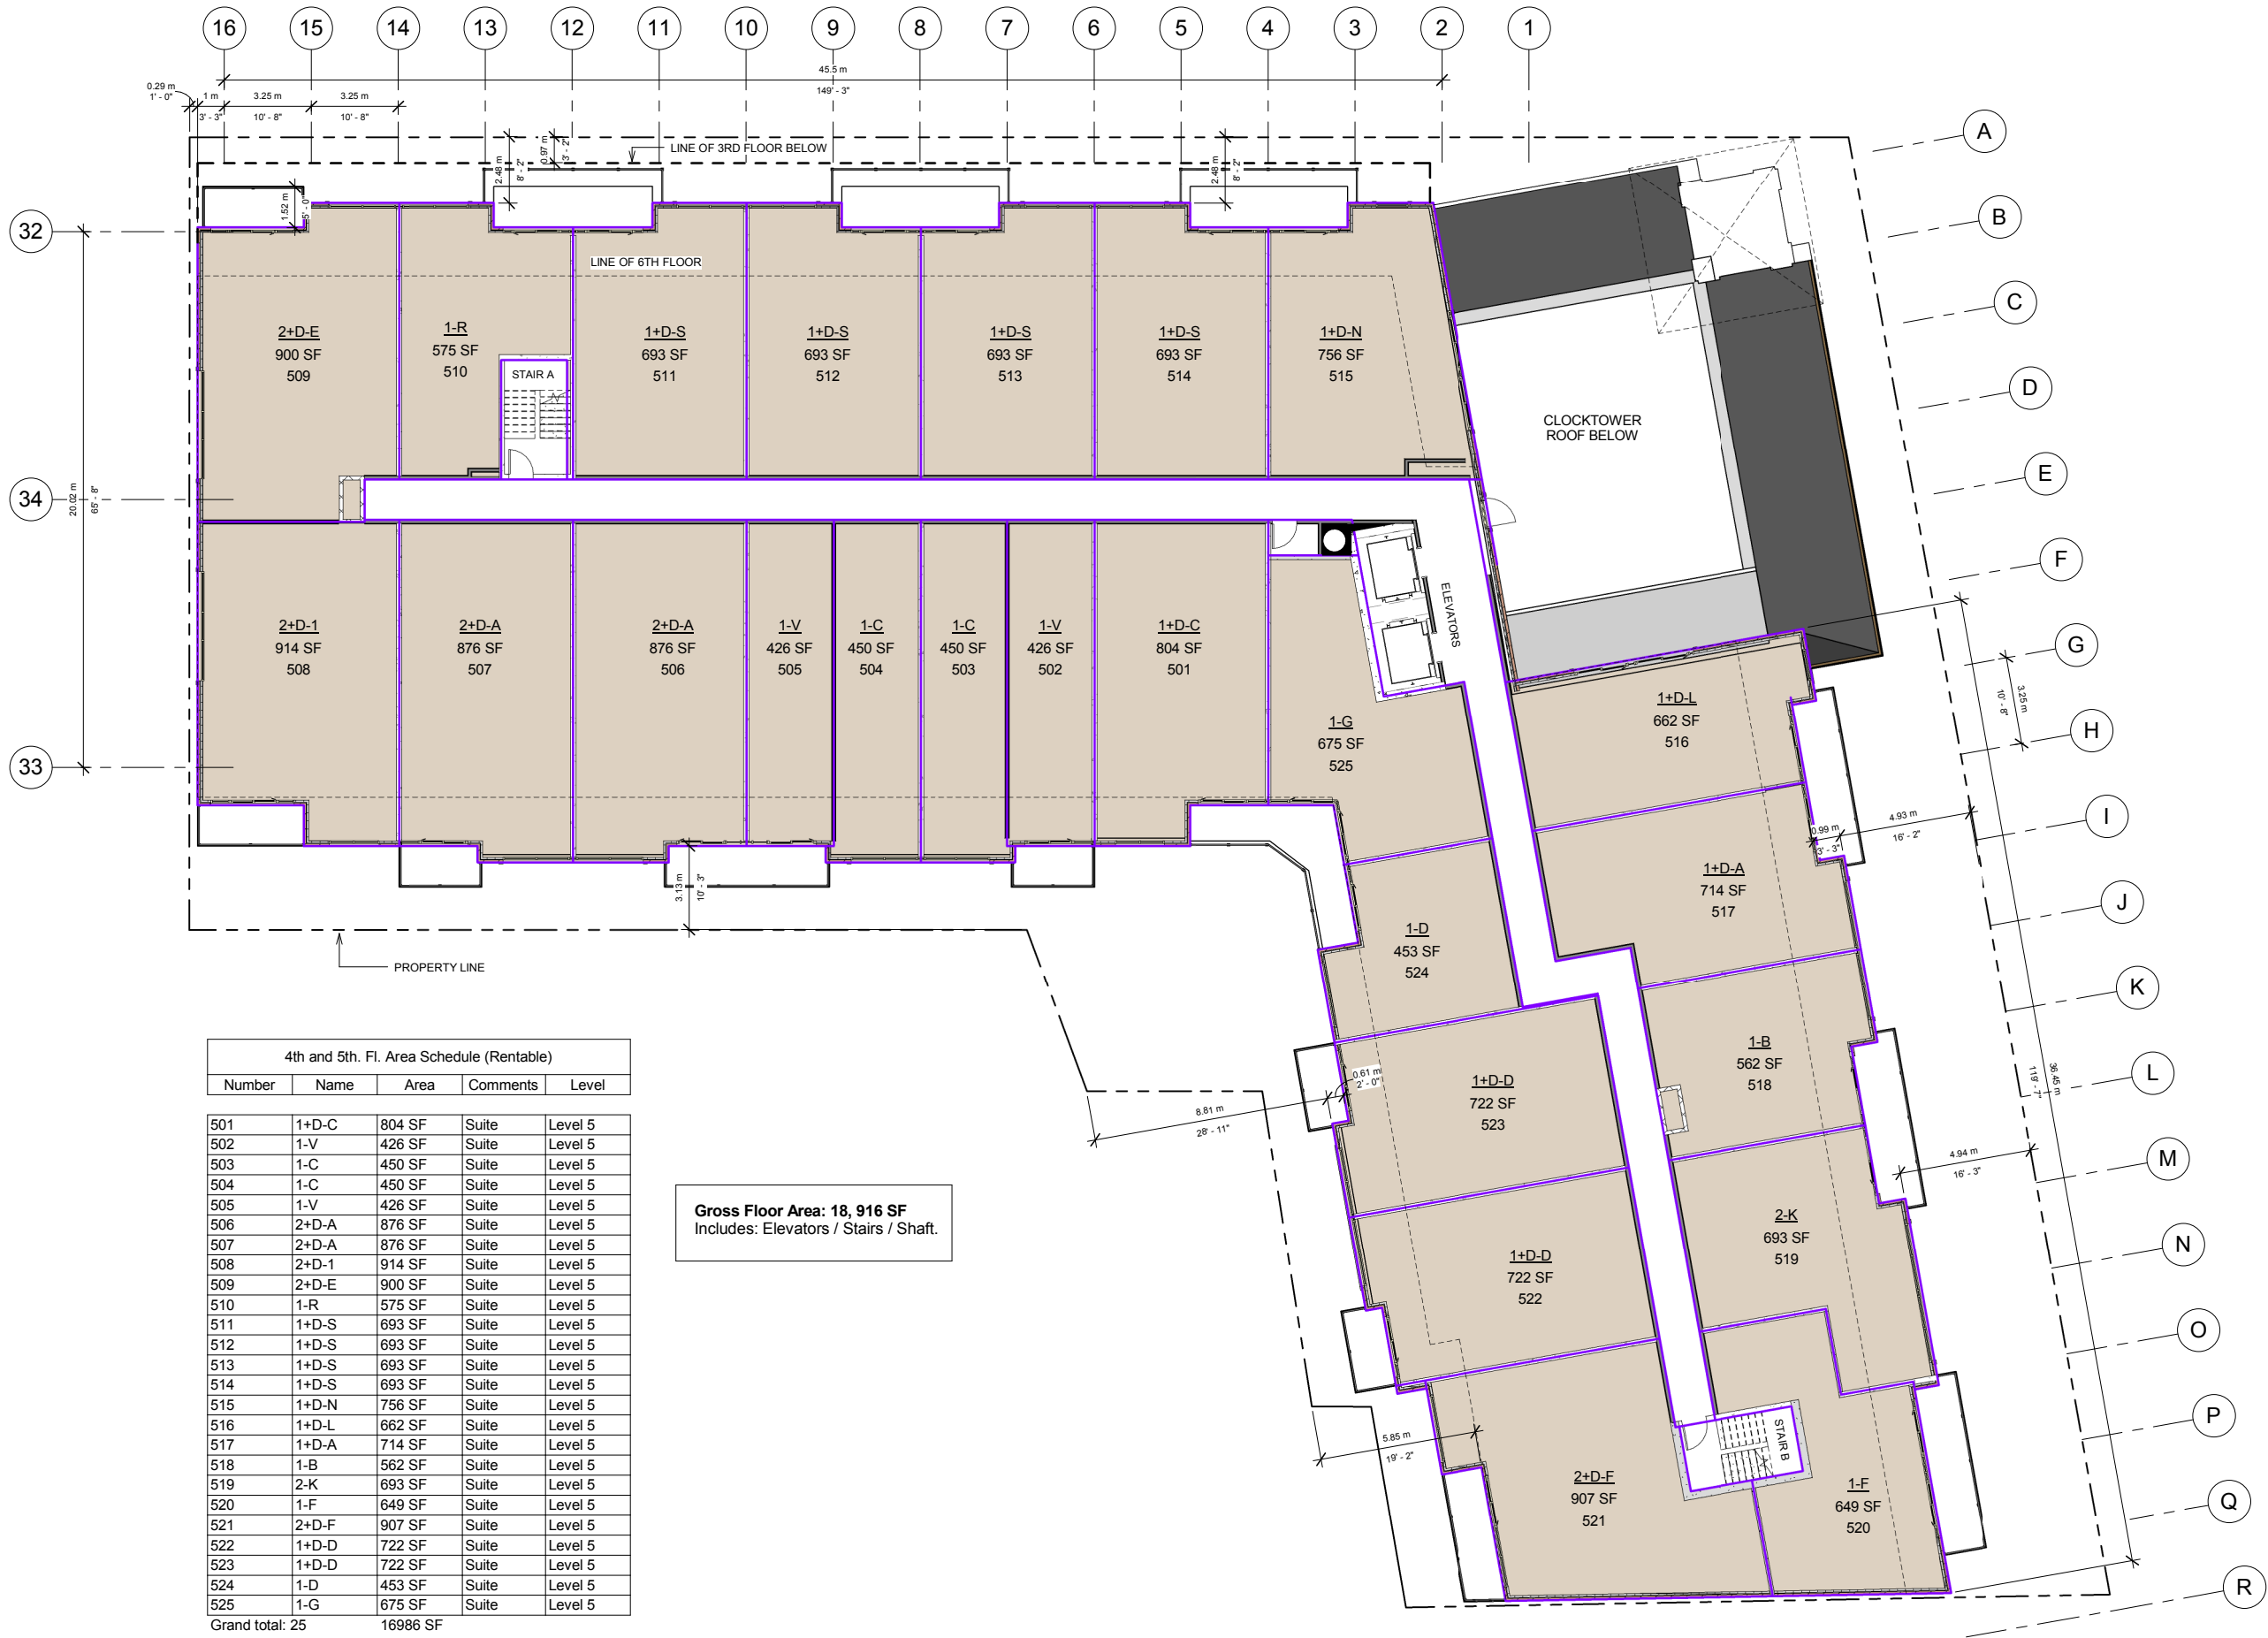 16 15 14 13 12 11 10 9 8 7 6 5 4 3 2 1
45.5 m
149' - 3"
0.29 m
1' - 0"
1 m
3' - 3"
3.25 m
10' - 8"
3.25 m
10' - 8"
2.48 m
8' - 2"
0.97 m
3' - 2"
LINE OF 3RD FLOOR BELOW
2.48 m
8' - 2"
1.52 m
5' - 0"
A
B
C
D
E
F
G
H
I
J
K
L
M
N
O
P
Q
R
32
34
33
20.02 m
65' - 8"
LINE OF 6TH FLOOR
2+D-E
900 SF
509
1-R
575 SF
510
STAIR A
1+D-S
693 SF
511
1+D-S
693 SF
512
1+D-S
693 SF
513
1+D-S
693 SF
514
1+D-N
756 SF
515
CLOCKTOWER
ROOF BELOW
ELEVATORS
2+D-1
914 SF
508
2+D-A
876 SF
507
2+D-A
876 SF
506
1-V
426 SF
505
1-C
450 SF
504
1-C
450 SF
503
1-V
426 SF
502
1+D-C
804 SF
501
1-G
675 SF
525
1+D-L
662 SF
516
3.25 m
10' - 8"
0.99 m
3' - 3"
4.93 m
16' - 2"
1+D-A
714 SF
517
3.13 m
10' - 3"
PROPERTY LINE
1-D
453 SF
524
1-B
562 SF
518
36.45 m
119' - 7"
0.61 m
2' - 0"
8.81 m
28' - 11"
1+D-D
722 SF
523
4.94 m
16' - 3"
2-K
693 SF
519
1+D-D
722 SF
522
5.85 m
19' - 2"
STAIR B
2+D-F
907 SF
521
1-F
649 SF
520
4th and 5th. Fl. Area Schedule (Rentable)
Number Name Area Comments Level
501 1+D-C 804 SF Suite Level 5
502 1-V 426 SF Suite Level 5
503 1-C 450 SF Suite Level 5
504 1-C 450 SF Suite Level 5
505 1-V 426 SF Suite Level 5
506 2+D-A 876 SF Suite Level 5
507 2+D-A 876 SF Suite Level 5
508 2+D-1 914 SF Suite Level 5
509 2+D-E 900 SF Suite Level 5
510 1-R 575 SF Suite Level 5
511 1+D-S 693 SF Suite Level 5
512 1+D-S 693 SF Suite Level 5
513 1+D-S 693 SF Suite Level 5
514 1+D-S 693 SF Suite Level 5
515 1+D-N 756 SF Suite Level 5
516 1+D-L 662 SF Suite Level 5
517 1+D-A 714 SF Suite Level 5
518 1-B 562 SF Suite Level 5
519 2-K 693 SF Suite Level 5
520 1-F 649 SF Suite Level 5
521 2+D-F 907 SF Suite Level 5
522 1+D-D 722 SF Suite Level 5
523 1+D-D 722 SF Suite Level 5
524 1-D 453 SF Suite Level 5
525 1-G 675 SF Suite Level 5
Grand total: 25 16986 SF
Gross Floor Area: 18, 916 SF
Includes: Elevators / Stairs / Shaft.